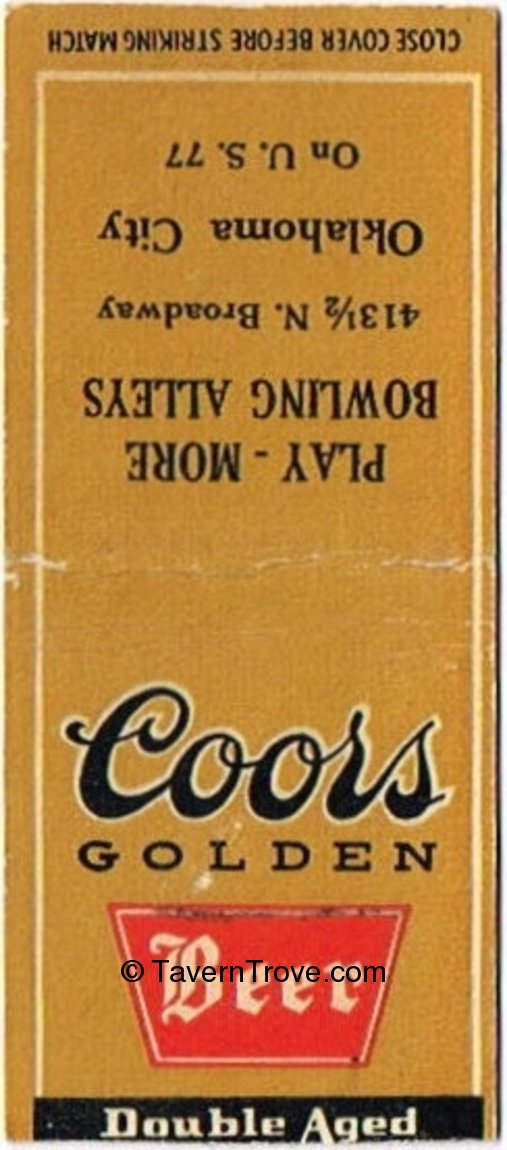 CLOSE COVER BEFORE STRIKING MATCH
PLAY - MORE
BOWLING ALLEYS
413½ N. Broadway
Oklahoma City
On U. S. 77
Coors
GOLDEN
Beer
© TavernTrove.com
Double Aged